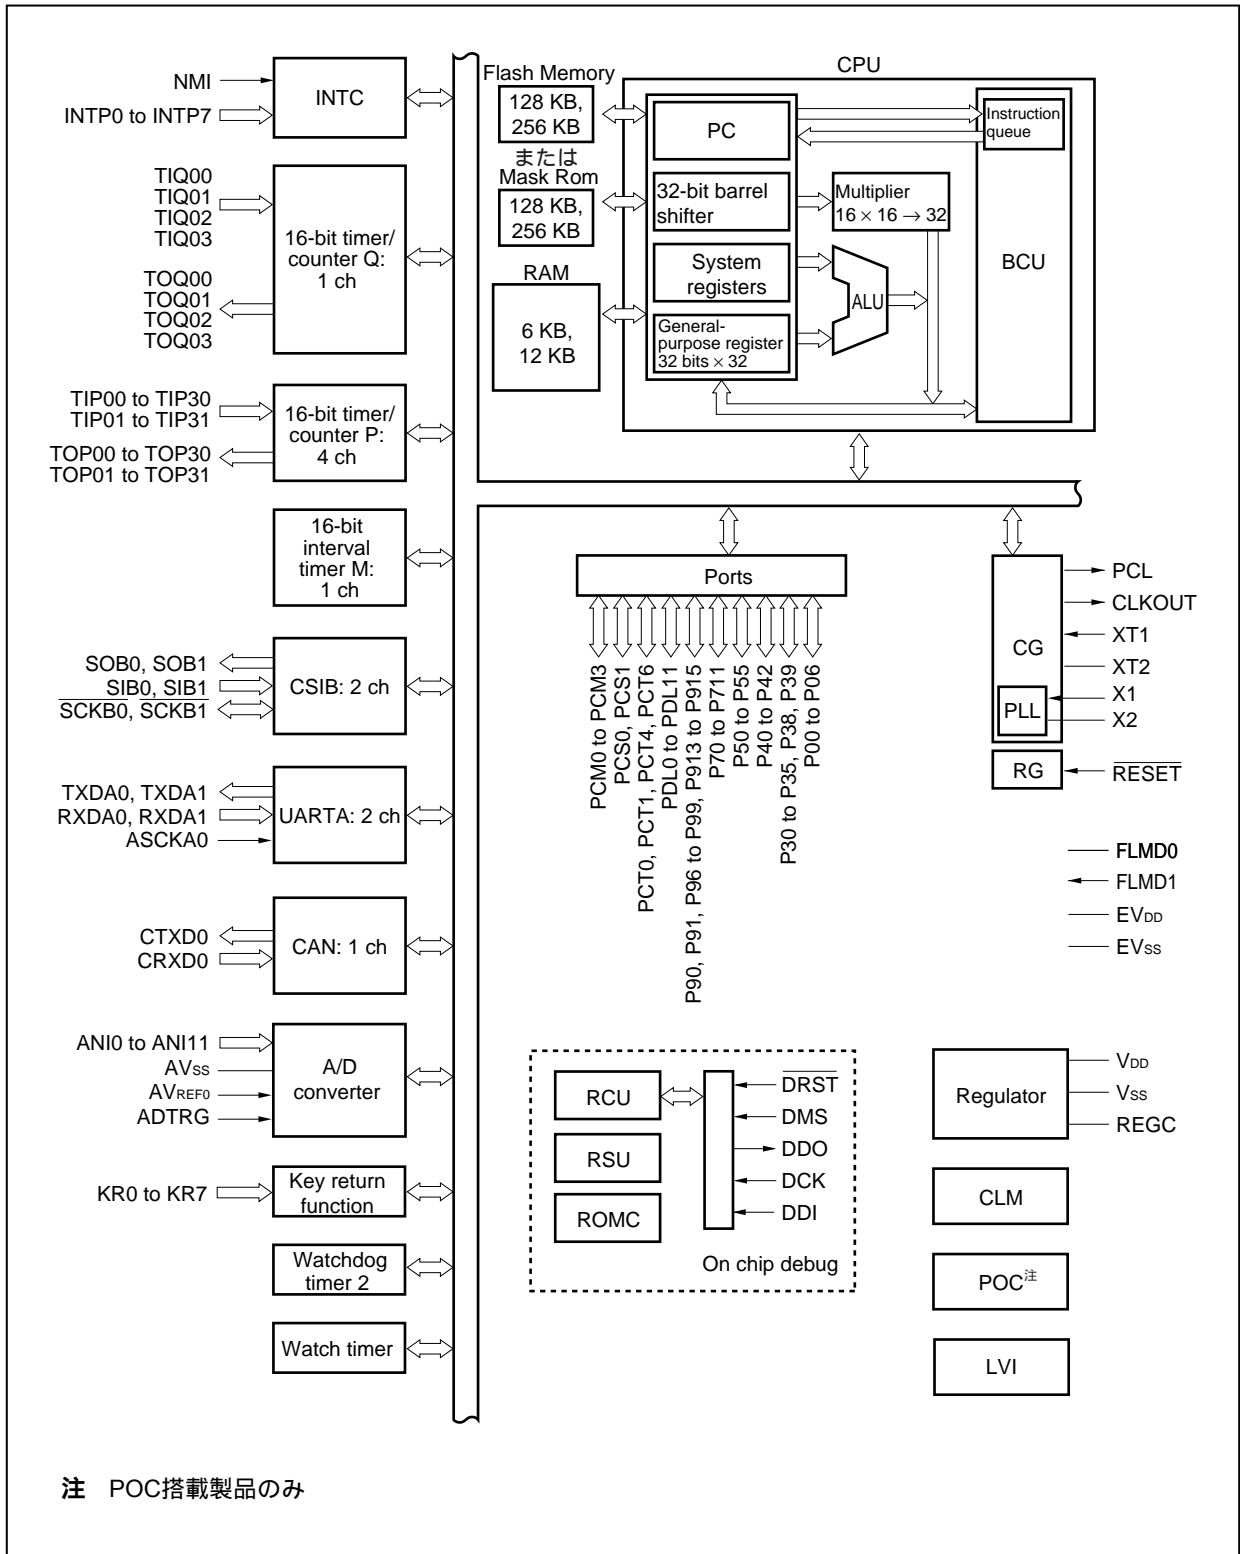 NMI
INTP0 to INTP7
INTC
TIQ00
TIQ01
TIQ02
TIQ03
TOQ00
TOQ01
TOQ02
TOQ03
16-bit timer/
counter Q:
1 ch
TIP00 to TIP30
TIP01 to TIP31
TOP00 to TOP30
TOP01 to TOP31
16-bit timer/
counter P:
4 ch
16-bit
interval
timer M:
1 ch
SOB0, SOB1
SIB0, SIB1
SCKB0, SCKB1
CSIB: 2 ch
TXDA0, TXDA1
RXDA0, RXDA1
ASCKA0
UARTA: 2 ch
CTXD0
CRXD0
CAN: 1 ch
ANI0 to ANI11
AVSS
AVREF0
ADTRG
A/D
converter
KR0 to KR7
Key return
function
Watchdog
timer 2
Watch timer
Flash Memory
128 KB,
256 KB
または
Mask Rom
128 KB,
256 KB
RAM
6 KB,
12 KB
CPU
PC
32-bit barrel
shifter
System
registers
General-
purpose register
32 bits × 32
Multiplier
16 × 16 → 32
ALU
Instruction
queue
BCU
Ports
PCM0 to PCM3
PCS0, PCS1
PCT0, PCT1, PCT4, PCT6
PDL0 to PDL11
P90, P91, P96 to P99, P913 to P915
P70 to P711
P50 to P55
P40 to P42
P30 to P35, P38, P39
P00 to P06
CG
PLL
PCL
CLKOUT
XT1
XT2
X1
X2
RG
RESET
FLMD0
FLMD1
EVDD
EVSS
RCU
RSU
ROMC
DRST
DMS
DDO
DCK
DDI
On chip debug
Regulator
VDD
VSS
REGC
CLM
POC注
LVI
注 POC搭載製品のみ